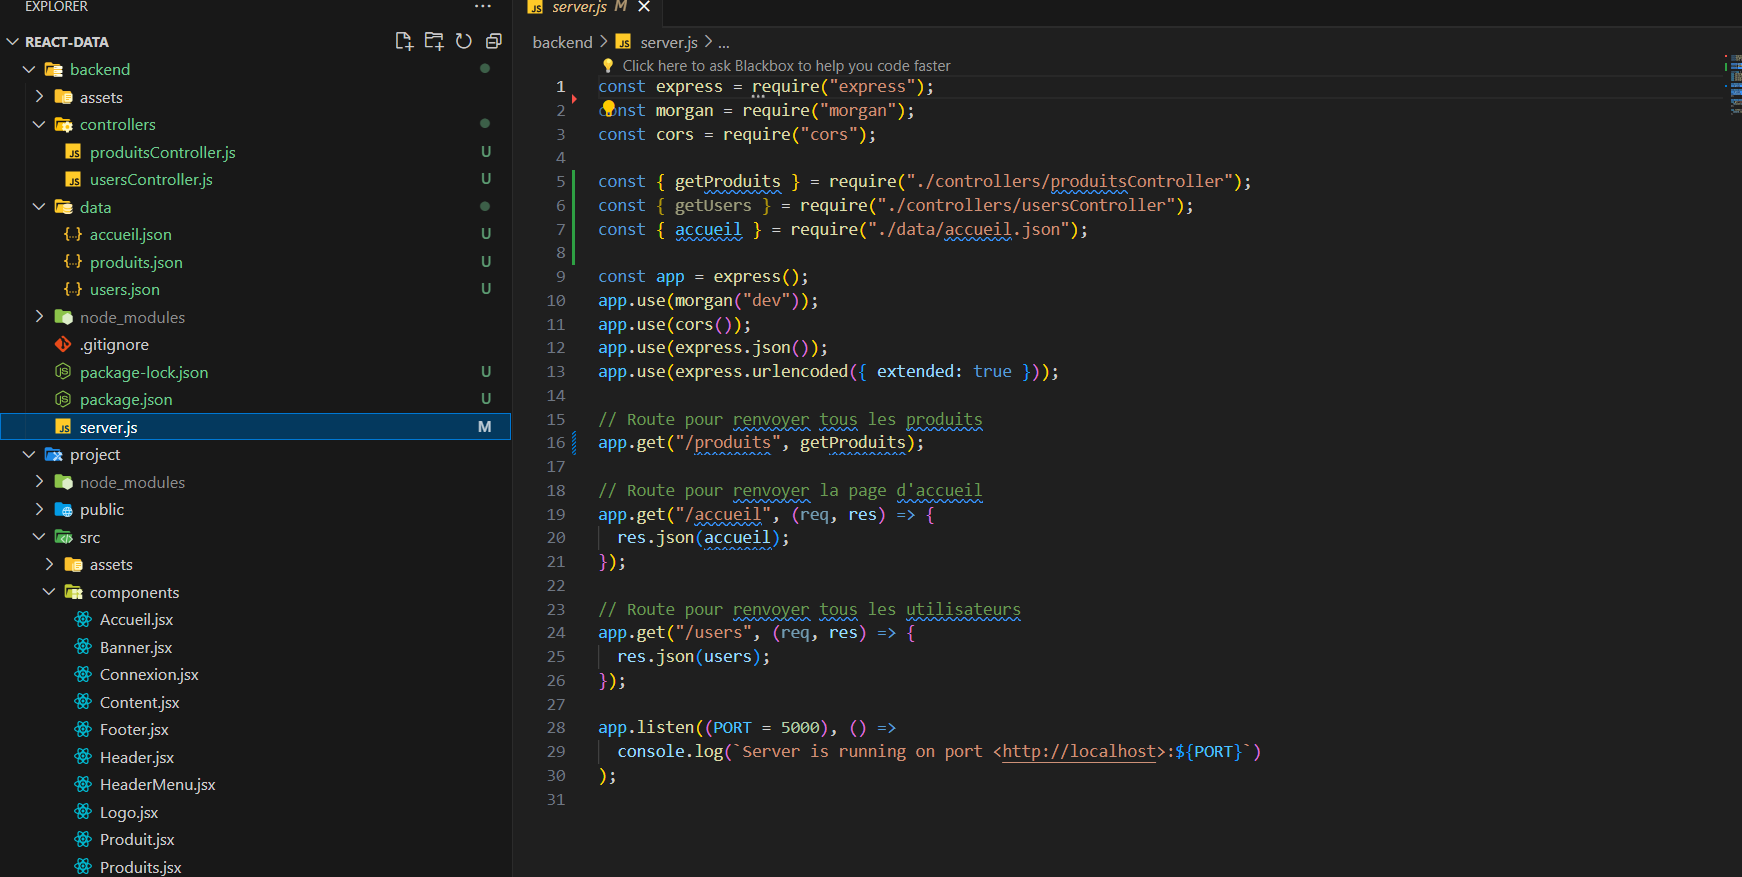 EXPLORER
REACT-DATA
backend
assets
controllers
produitsController.js U
usersController.js U
data
accueil.json U
produits.json U
users.json U
node_modules
.gitignore
package-lock.json U
package.json U
server.js M
project
node_modules
public
src
assets
components
Accueil.jsx
Banner.jsx
Connexion.jsx
Content.jsx
Footer.jsx
Header.jsx
HeaderMenu.jsx
Logo.jsx
Produit.jsx
Produits.jsx
JS server.js M
backend > JS server.js > ...
Click here to ask Blackbox to help you code faster
1 const express = require("express");
2 const morgan = require("morgan");
3 const cors = require("cors");
4
5 const { getProduits } = require("./controllers/produitsController");
6 const { getUsers } = require("./controllers/usersController");
7 const { accueil } = require("./data/accueil.json");
8
9 const app = express();
10 app.use(morgan("dev"));
11 app.use(cors());
12 app.use(express.json());
13 app.use(express.urlencoded({ extended: true }));
14
15 // Route pour renvoyer tous les produits
16 app.get("/produits", getProduits);
17
18 // Route pour renvoyer la page d'accueil
19 app.get("/accueil", (req, res) => {
20 res.json(accueil);
21 });
22
23 // Route pour renvoyer tous les utilisateurs
24 app.get("/users", (req, res) => {
25 res.json(users);
26 });
27
28 app.listen((PORT = 5000), () =>
29 console.log(`Server is running on port <http://localhost>:${PORT}`)
30 );
31